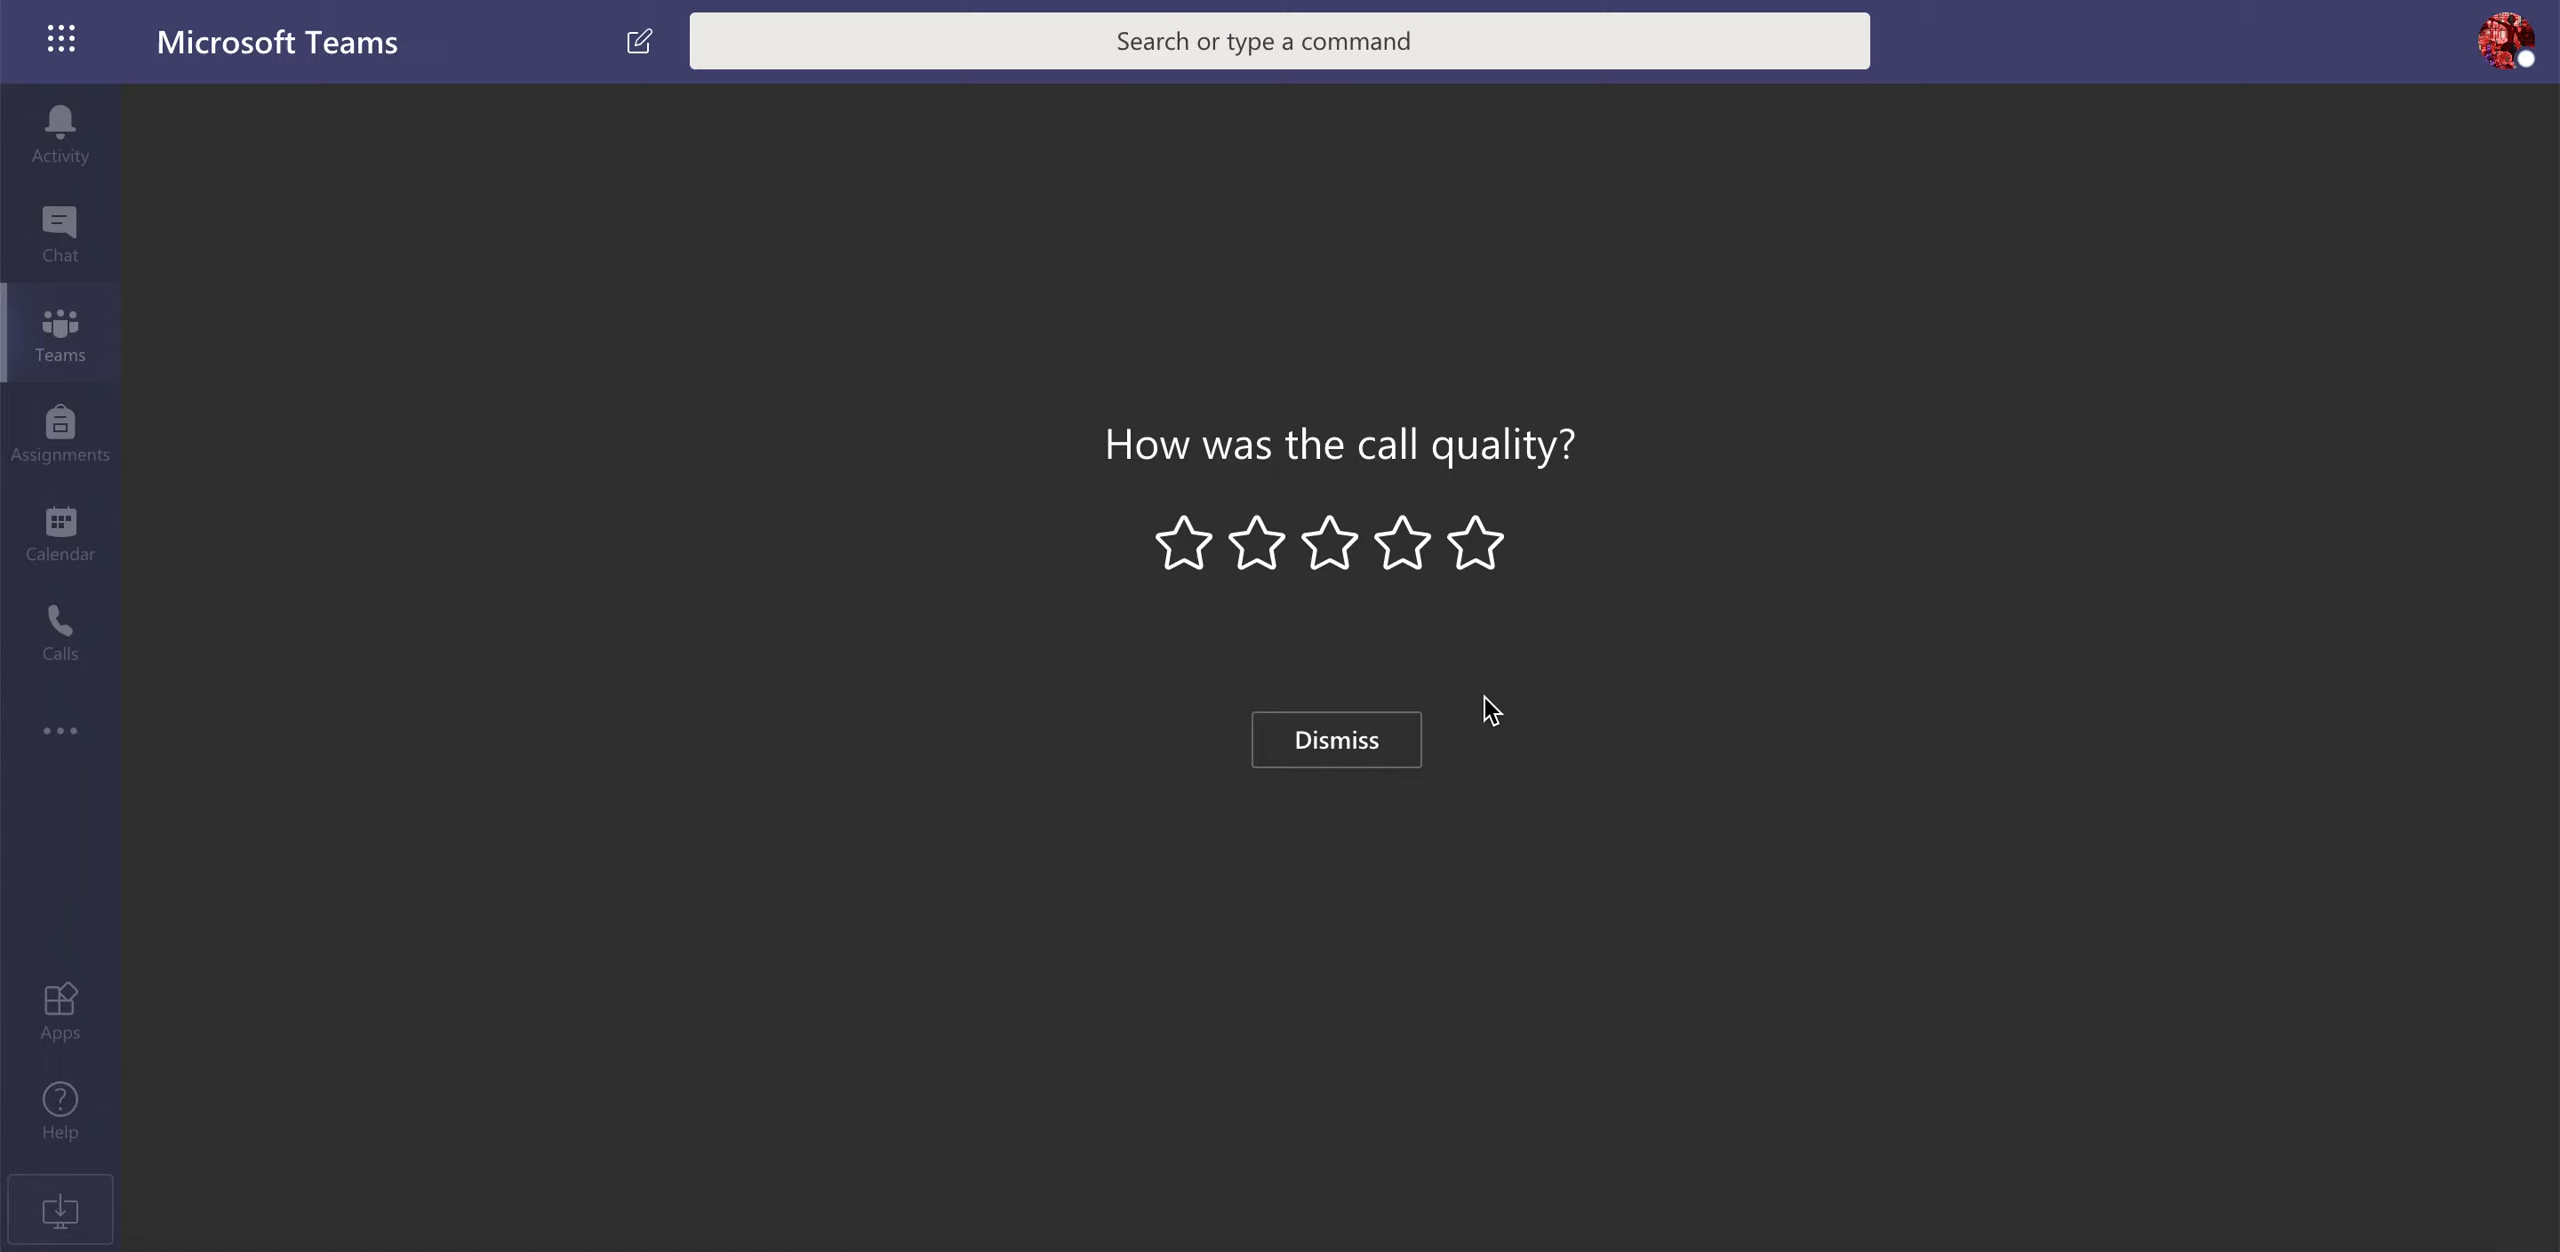 Microsoft Teams
Search or type a command
Activity
Chat
Teams
Assignments
Calendar
Calls
Apps
Help
How was the call quality?
Dismiss